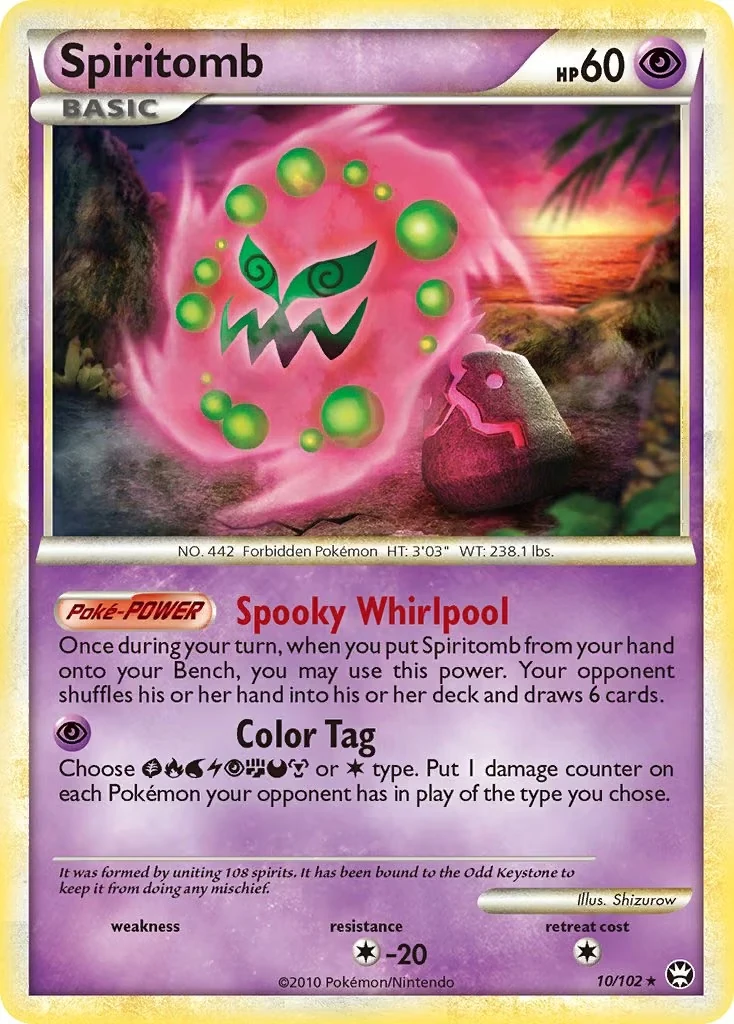 Spiritomb
HP60
BASIC
NO. 442 Forbidden Pokémon HT: 3'03" WT: 238.1 lbs.
Poké-POWER Spooky Whirlpool
Once during your turn, when you put Spiritomb from your hand
onto your Bench, you may use this power. Your opponent
shuffles his or her hand into his or her deck and draws 6 cards.
Color Tag
Choose or type. Put 1 damage counter on
each Pokémon your opponent has in play of the type you chose.
It was formed by uniting 108 spirits. It has been bound to the Odd Keystone to
keep it from doing any mischief.
Illus. Shizurow
weakness resistance retreat cost
-20
©2010 Pokémon/Nintendo
10/102 ★